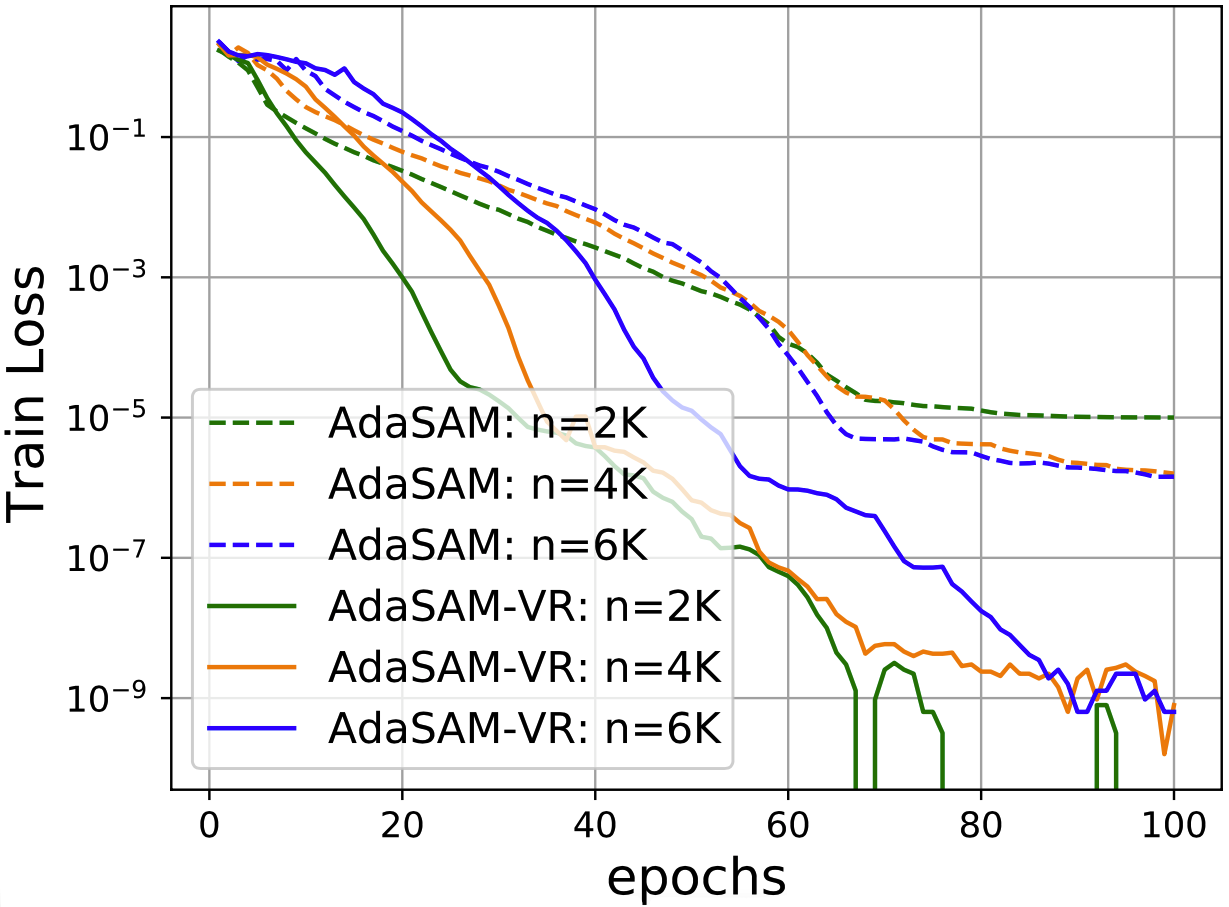 Train Loss
10⁻¹
10⁻³
10⁻⁵
10⁻⁷
10⁻⁹
AdaSAM: n=2K
AdaSAM: n=4K
AdaSAM: n=6K
AdaSAM-VR: n=2K
AdaSAM-VR: n=4K
AdaSAM-VR: n=6K
0 20 40 60 80 100
epochs